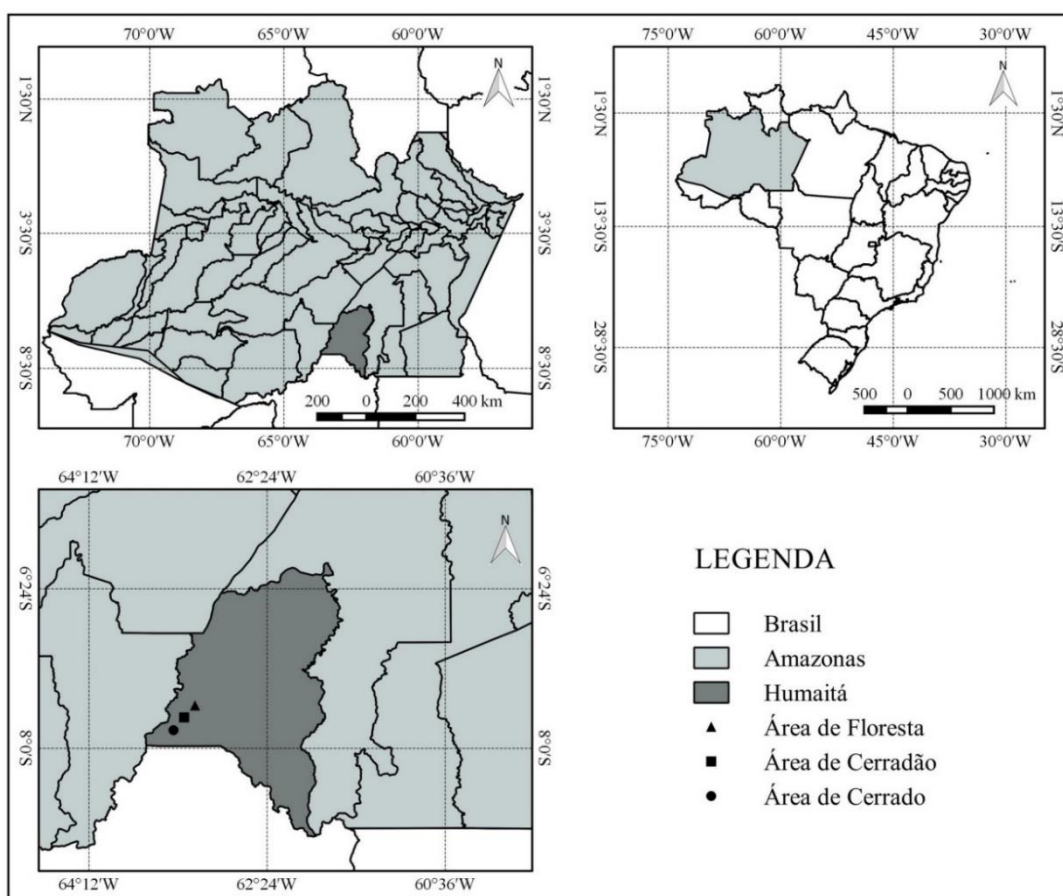 70°0'W 65°0'W 60°0'W
1°30'N
3°30'S
8°30'S
N
1°30'N
3°30'S
8°30'S
200 0 200 400 km
70°0'W 65°0'W 60°0'W
75°0'W 60°0'W 45°0'W 30°0'W
1°30'N
13°30'S
28°30'S
N
1°30'N
13°30'S
28°30'S
500 0 500 1000 km
75°0'W 60°0'W 45°0'W 30°0'W
64°12'W 62°24'W 60°36'W
6°24'S
8°0'S
N
6°24'S
8°0'S
64°12'W 62°24'W 60°36'W
LEGENDA
Brasil
Amazonas
Humaitá
Área de Floresta
Área de Cerradão
Área de Cerrado